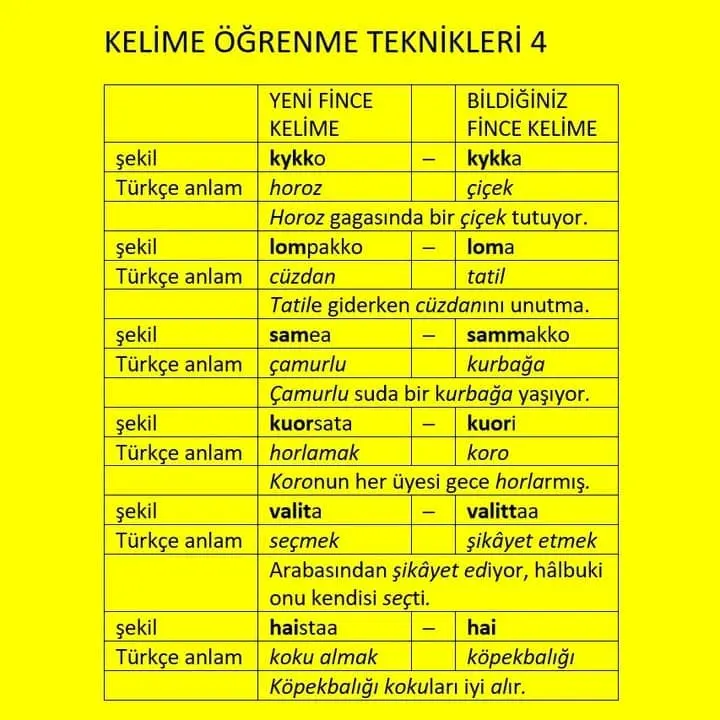 KELİME ÖĞRENME TEKNİKLERİ 4
YENİ FİNCE KELİME BİLDİĞİNİZ FİNCE KELİME
şekil kykko – kykka
Türkçe anlam horoz çiçek
Horoz gagasında bir çiçek tutuyor.
şekil lompakko – loma
Türkçe anlam cüzdan tatil
Tatile giderken cüzdanını unutma.
şekil samea – sammakko
Türkçe anlam çamurlu kurbağa
Çamurlu suda bir kurbağa yaşıyor.
şekil kuorsata – kuori
Türkçe anlam horlamak koro
Koronun her üyesi gece horlarmış.
şekil valita – valittaa
Türkçe anlam seçmek şikâyet etmek
Arabasından şikâyet ediyor, hâlbuki
onu kendisi seçti.
şekil haistaa – hai
Türkçe anlam koku almak köpekbalığı
Köpekbalığı kokuları iyi alır.